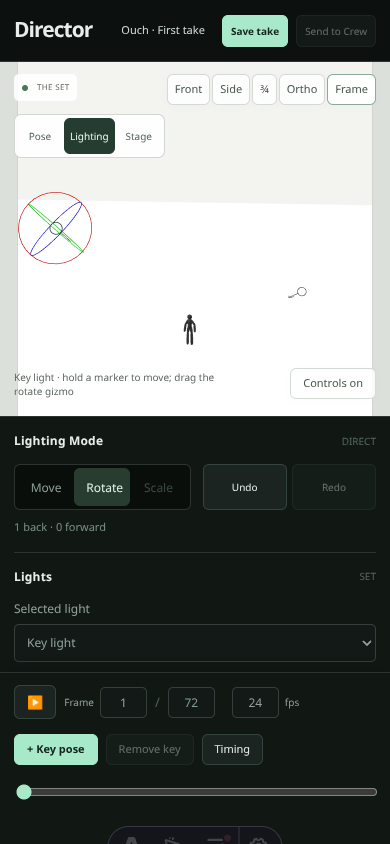 Director
Ouch · First take
Save take
Send to Crew
THE SET
Front
Side
¾
Ortho
Frame
Pose
Lighting
Stage
Key light · hold a marker to move; drag the
rotate gizmo
Controls on
Lighting Mode
DIRECT
Move
Rotate
Scale
Undo
Redo
1 back · 0 forward
Lights
SET
Selected light
Key light
Frame
1
/
72
24
fps
+ Key pose
Remove key
Timing